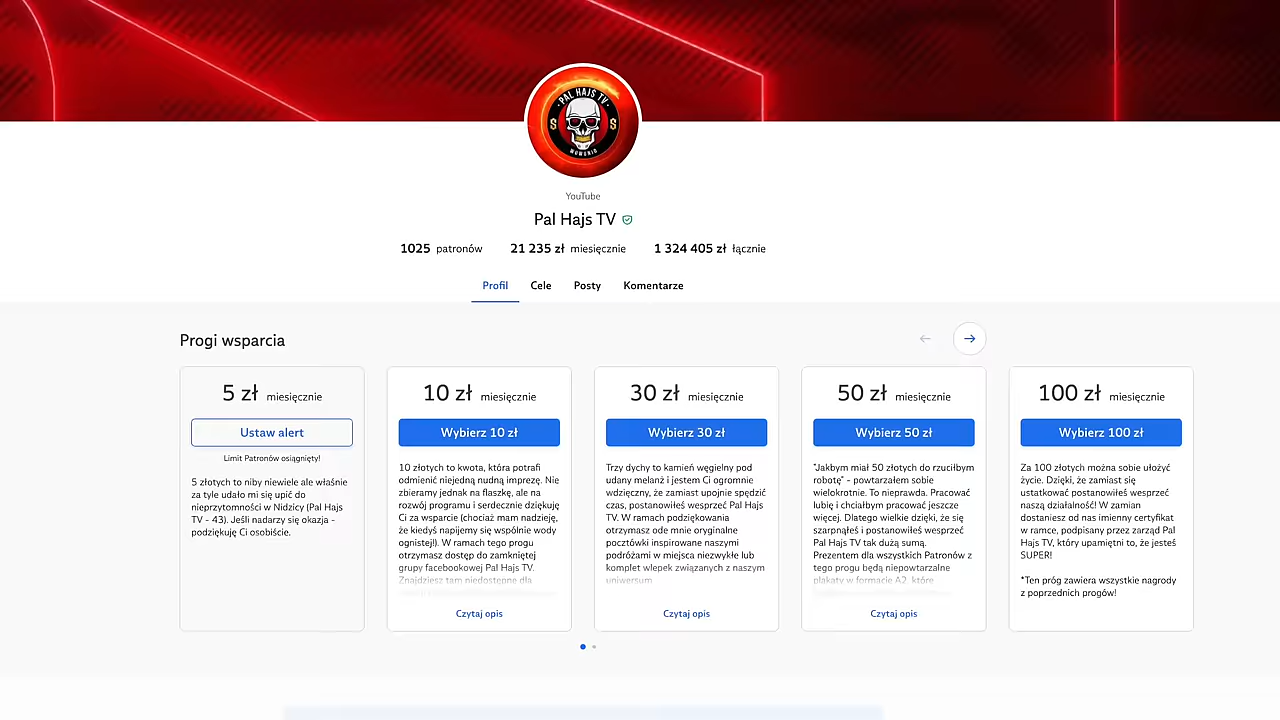 PAL HAJS TV
$ $
WOWONIO
YouTube
Pal Hajs TV
1025 patronów 21 235 zł miesięcznie 1 324 405 zł łącznie
Profil Cele Posty Komentarze
Progi wsparcia
5 zł miesięcznie
Ustaw alert
Limit Patronów osiągnięty!
5 złotych to niby niewiele ale właśnie
za tyle udało mi się upić do
nieprzytomności w Nidzicy (Pal Hajs
TV - 43). Jeśli nadarzy się okazja -
podziękuję Ci osobiście.
10 zł miesięcznie
Wybierz 10 zł
10 złotych to kwota, która potrafi
odmienić niejedną nudną imprezę. Nie
zbieramy jednak na flaszkę, ale na
rozwój programu i serdecznie dziękuję
Ci za wsparcie (chociaż mam nadzieję,
że kiedyś napijemy się wspólnie wody
ognistej!). W ramach tego progu
otrzymasz dostęp do zamkniętej
grupy facebookowej Pal Hajs TV.
Znajdziesz tam niedostępne dla
Czytaj opis
30 zł miesięcznie
Wybierz 30 zł
Trzy dychy to kamień węgielny pod
udany melanż i jestem Ci ogromnie
wdzięczny, że zamiast upojnie spędzić
czas, postanowiłeś wesprzeć Pal Hajs
TV. W ramach podziękowania
otrzymasz ode mnie oryginalne
pocztówki inspirowane naszymi
podróżami w miejsca niezwykłe lub
komplet wlepek związanych z naszym
uniwersum
Czytaj opis
50 zł miesięcznie
Wybierz 50 zł
"Jakbym miał 50 złotych do rzuciłbym
robotę" - powtarzałem sobie
wielokrotnie. To nieprawda. Pracować
lubię i chciałbym pracować jeszcze
więcej. Dlatego wielkie dzięki, że się
szarpnąłeś i postanowiłeś wesprzeć
Pal Hajs TV tak dużą sumą.
Prezentem dla wszystkich Patronów z
tego progu będą niepowtarzalne
plakaty w formacie A2, które
Czytaj opis
100 zł miesięcznie
Wybierz 100 zł
Za 100 złotych można sobie ułożyć
życie. Dzięki, że zamiast się
ustatkować postanowiłeś wesprzeć
naszą działalność! W zamian
dostaniesz od nas imienny certyfikat
w ramce, podpisany przez zarząd Pal
Hajs TV, który upamiętni to, że jesteś
SUPER!
*Ten próg zawiera wszystkie nagrody
z poprzednich progów!